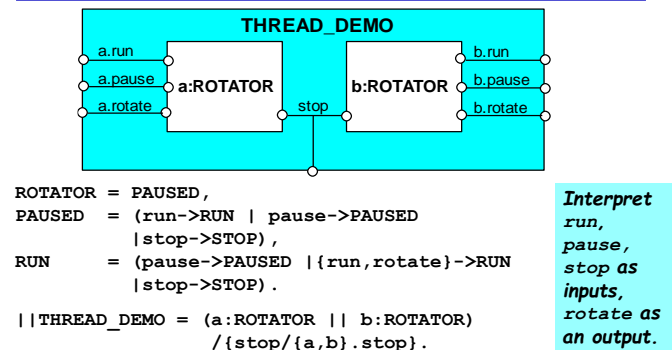 THREAD_DEMO
a.run
a.pause
a.rotate
a:ROTATOR
stop
b:ROTATOR
b.run
b.pause
b.rotate
ROTATOR = PAUSED,
PAUSED  = (run->RUN | pause->PAUSED
          |stop->STOP),
RUN     = (pause->PAUSED |{run,rotate}->RUN
          |stop->STOP).
||THREAD_DEMO = (a:ROTATOR || b:ROTATOR)
                /{stop/{a,b}.stop}.
Interpret
run,
pause,
stop as
inputs,
rotate as
an output.